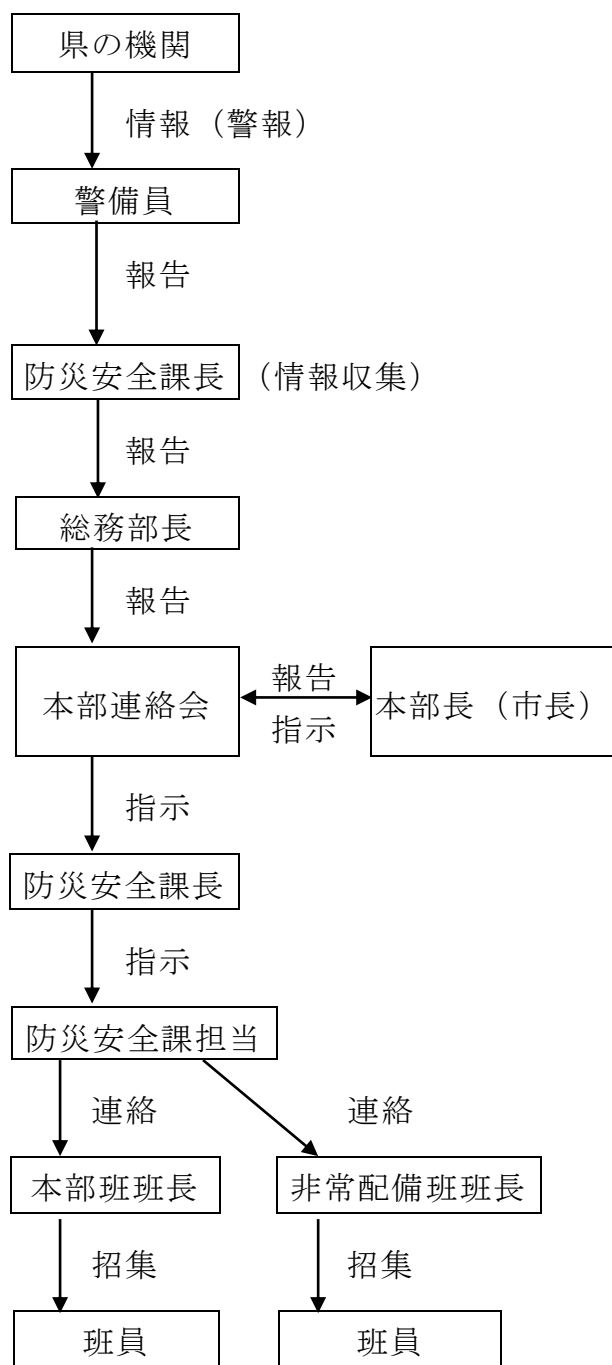 県の機関
情報（警報）
警備員
報告
防災安全課長（情報収集）
報告
総務部長
報告
本部連絡会
報告
指示
本部長（市長）
指示
防災安全課長
指示
防災安全課担当
連絡
連絡
本部班班長
非常配備班班長
招集
招集
班員
班員